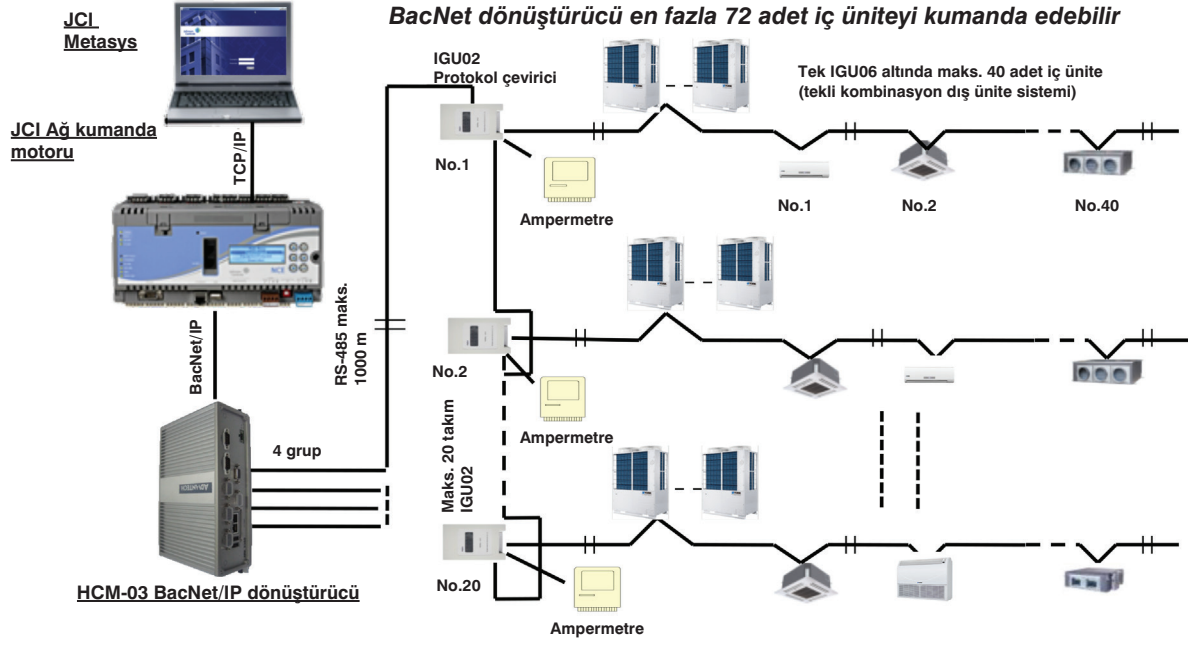 BacNet dönüştürücü en fazla 72 adet iç üniteyi kumanda edebilir
JCI
Metasys
IGU02
Protokol çevirici
Tek IGU06 altında maks. 40 adet iç ünite
(tekli kombinasyon dış ünite sistemi)
JCI Ağ kumanda
motoru
TCP/IP
No.1
Ampermetre
No.1
No.2
No.40
NCE
BacNet/IP
RS-485 maks.
1000 m
No.2
Ampermetre
4 grup
ADVANTECH
Maks. 20 takım
IGU02
No.20
Ampermetre
HCM-03 BacNet/IP dönüştürücü